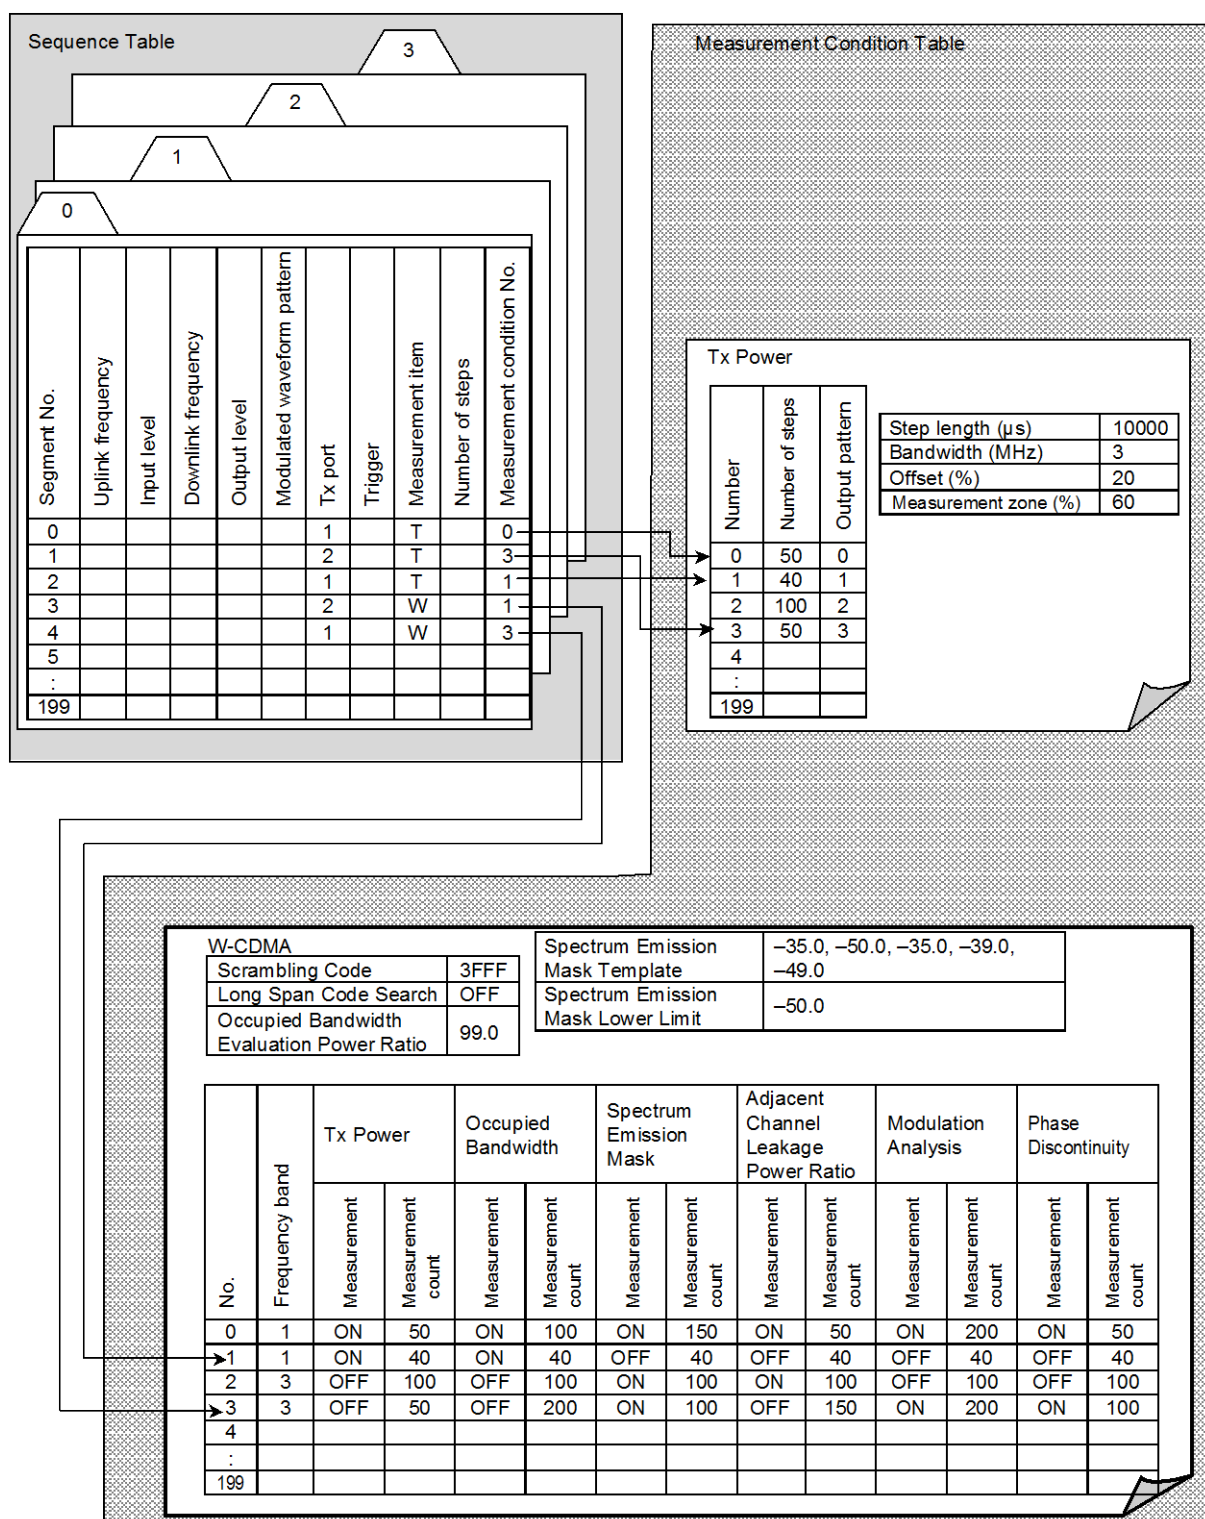 Sequence Table
3
2
1
0
Segment No. Uplink frequency Input level Downlink frequency Output level Modulated waveform pattern Tx port Trigger Measurement item Number of steps Measurement condition No.
0 1 T 0
1 2 T 3
2 1 T 1
3 2 W 1
4 1 W 3
5
:
199
Measurement Condition Table
Tx Power
Number Number of steps Output pattern
0 50 0
1 40 1
2 100 2
3 50 3
4
:
199
Step length (µs) 10000
Bandwidth (MHz) 3
Offset (%) 20
Measurement zone (%) 60
W-CDMA
Scrambling Code 3FFF
Long Span Code Search OFF
Occupied Bandwidth
Evaluation Power Ratio 99.0
Spectrum Emission
Mask Template
–35.0, –50.0, –35.0, –39.0,
–49.0
Spectrum Emission
Mask Lower Limit
–50.0
No. Frequency band
Tx Power
Occupied
Bandwidth
Spectrum
Emission
Mask
Adjacent
Channel
Leakage
Power Ratio
Modulation
Analysis
Phase
Discontinuity
Measurement
Measurement
count
Measurement
Measurement
count
Measurement
Measurement
count
Measurement
Measurement
count
Measurement
Measurement
count
Measurement
Measurement
count
0 1 ON 50 ON 100 ON 150 ON 50 ON 200 ON 50
1 1 ON 40 ON 40 OFF 40 OFF 40 OFF 40 OFF 40
2 3 OFF 100 OFF 100 ON 100 ON 100 OFF 100 OFF 100
3 3 OFF 50 OFF 200 ON 100 OFF 150 ON 200 ON 100
4
:
199